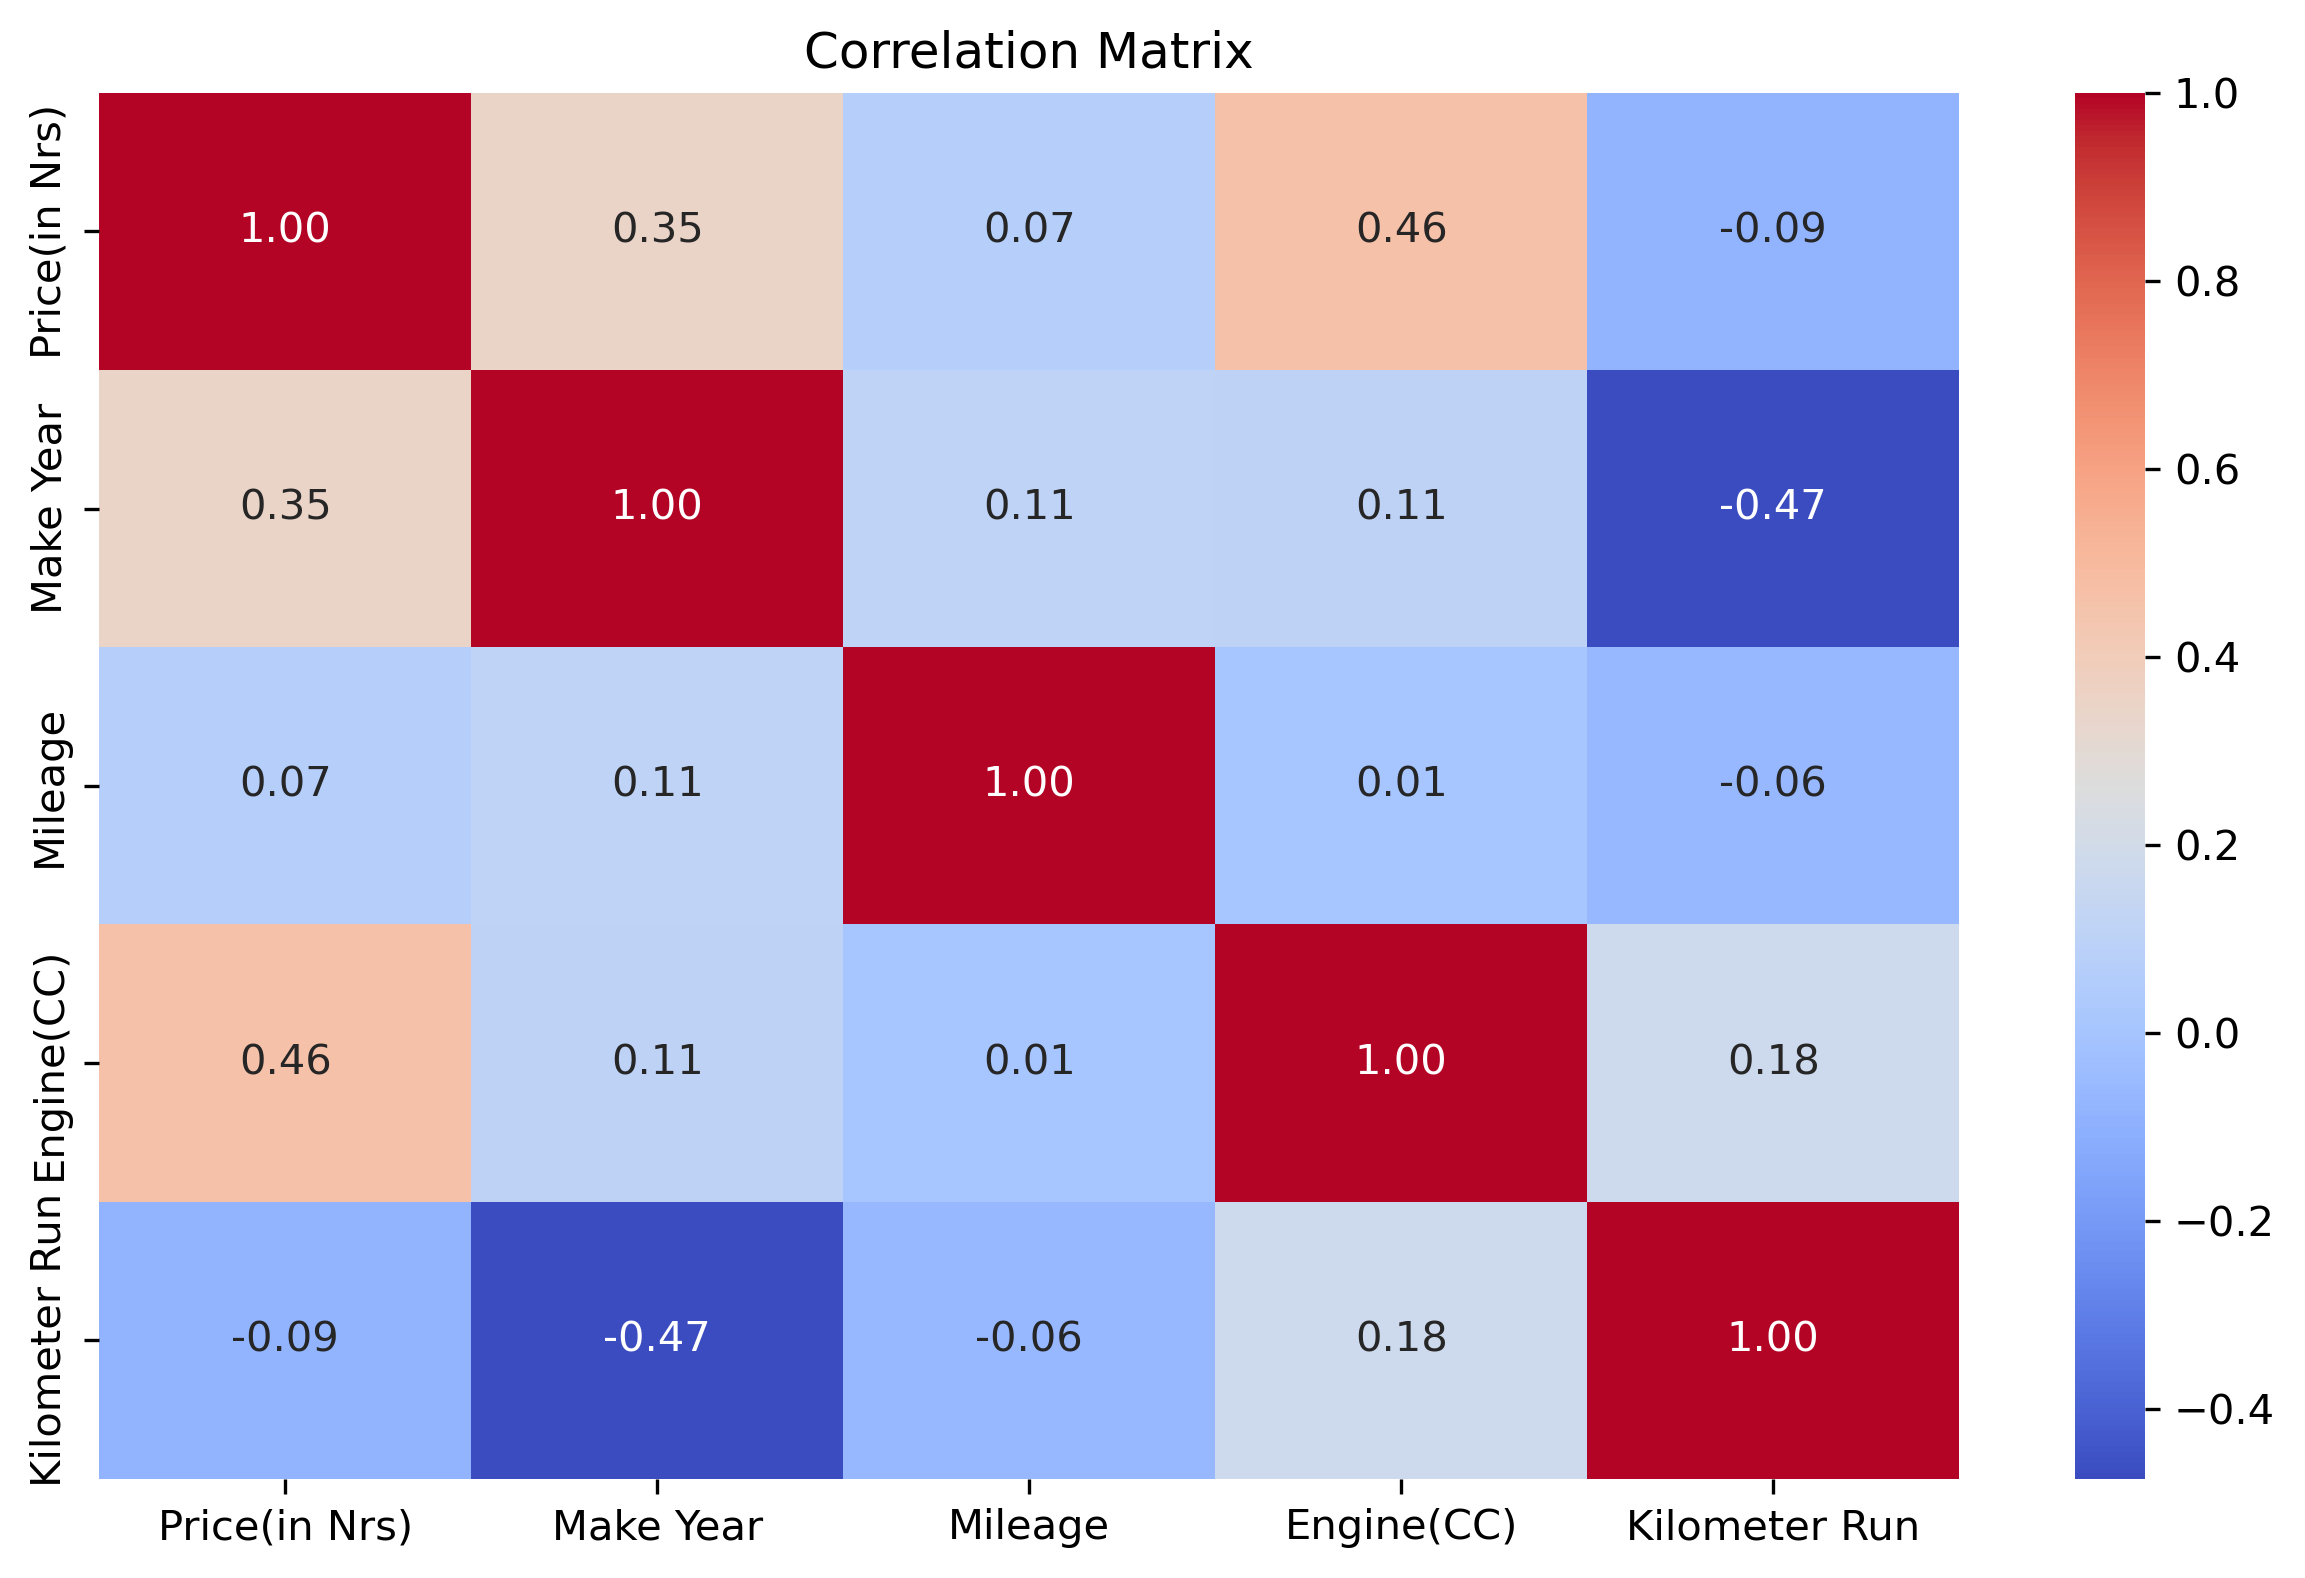 Correlation Matrix
Price(in Nrs) 1.00 0.35 0.07 0.46 -0.09
Make Year 0.35 1.00 0.11 0.11 -0.47
Mileage 0.07 0.11 1.00 0.01 -0.06
Engine(CC) 0.46 0.11 0.01 1.00 0.18
Kilometer Run -0.09 -0.47 -0.06 0.18 1.00
Price(in Nrs) Make Year Mileage Engine(CC) Kilometer Run
1.0
0.8
0.6
0.4
0.2
0.0
−0.2
−0.4